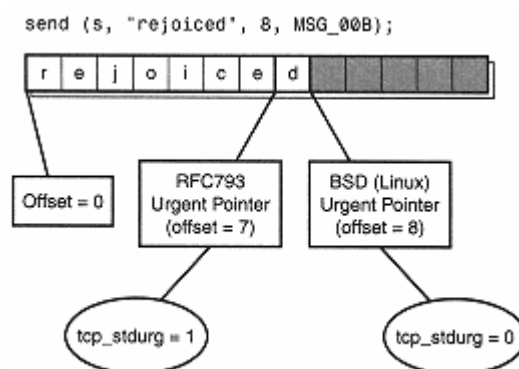 send (s, "rejoiced", 8, MSG_00B);
r e j o i c e d
Offset = 0
RFC793
Urgent Pointer
(offset = 7)
BSD (Linux)
Urgent Pointer
(offset = 8)
tcp_stdurg = 1
tcp_stdurg = 0